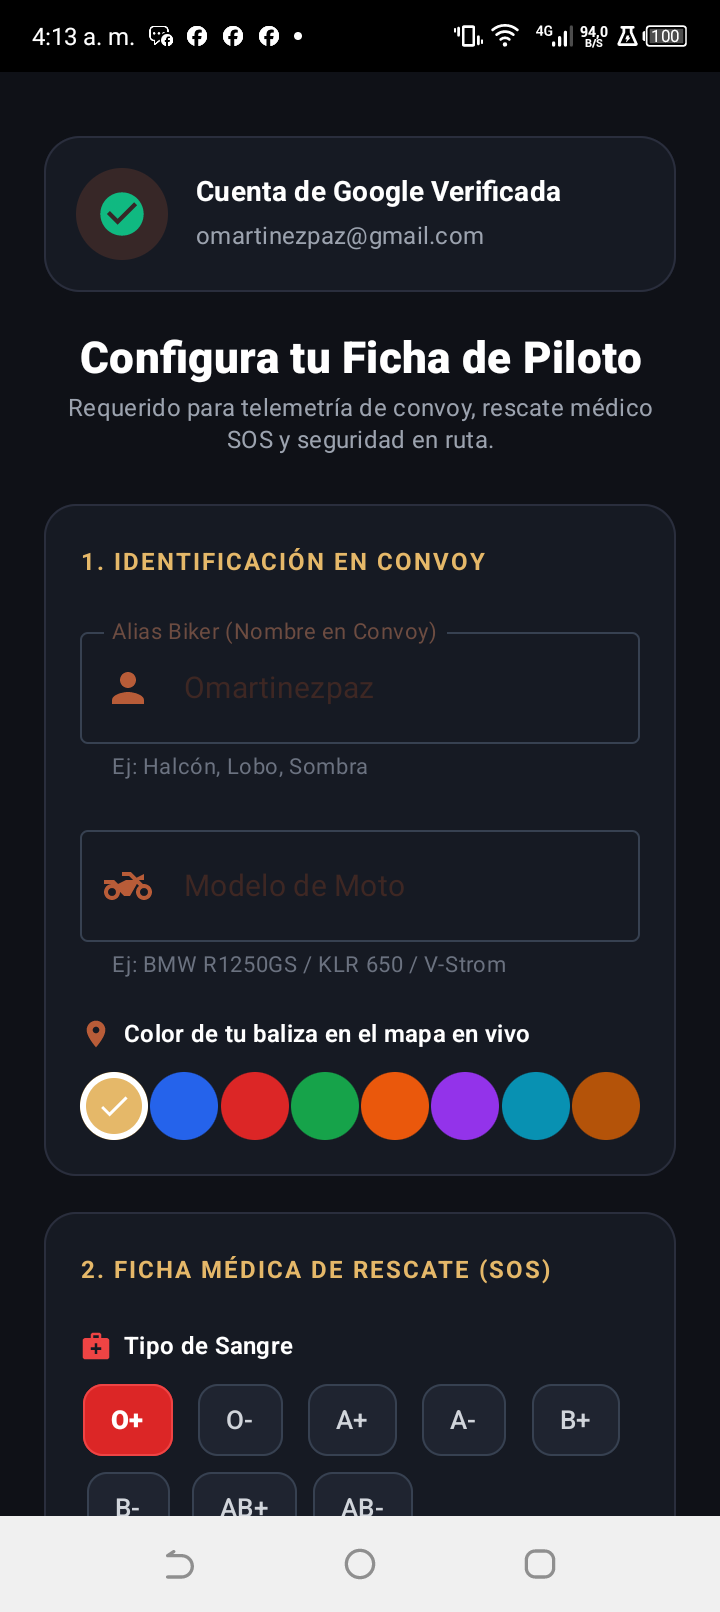 4:13 a. m.
4G
94,0
B/S
100
Cuenta de Google Verificada
omartinezpaz@gmail.com
Configura tu Ficha de Piloto
Requerido para telemetría de convoy, rescate médico
SOS y seguridad en ruta.
1. IDENTIFICACIÓN EN CONVOY
Alias Biker (Nombre en Convoy)
Omartinezpaz
Ej: Halcón, Lobo, Sombra
Modelo de Moto
Ej: BMW R1250GS / KLR 650 / V-Strom
Color de tu baliza en el mapa en vivo
2. FICHA MÉDICA DE RESCATE (SOS)
Tipo de Sangre
O+ O- A+ A- B+
B- AB+ AB-